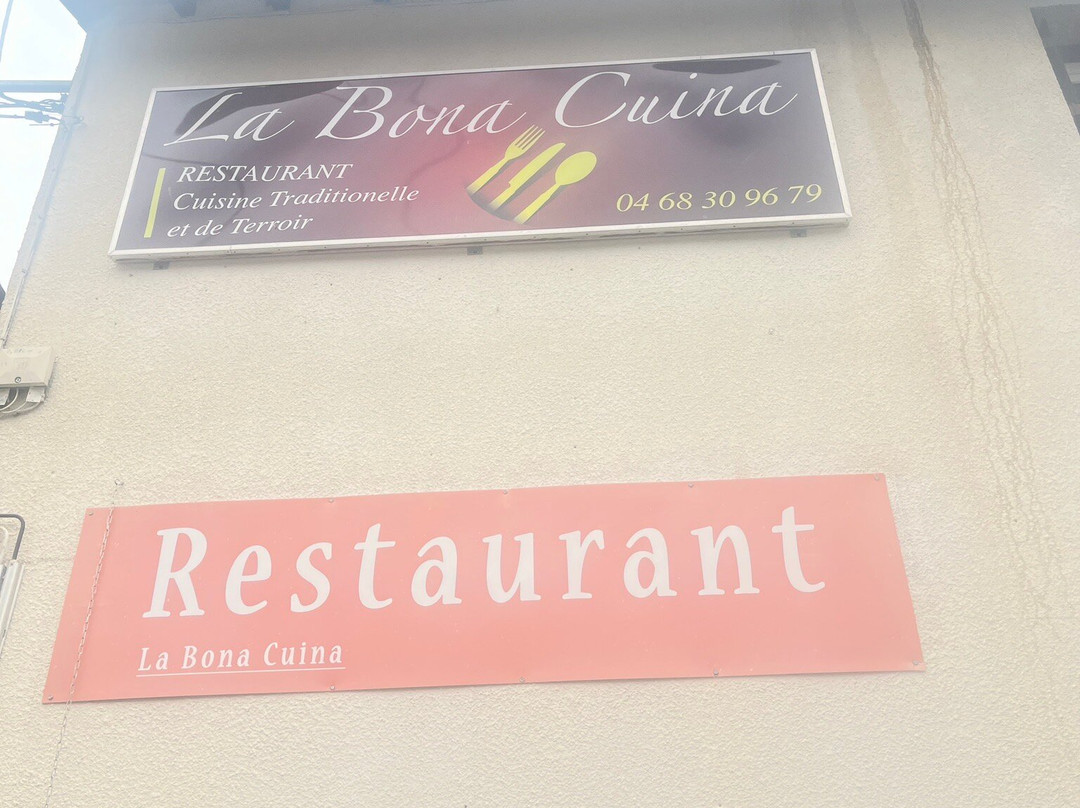 La Bona Cuina
RESTAURANT
Cuisine Traditionelle
et de Terroir
04 68 30 96 79
Restaurant
La Bona Cuina